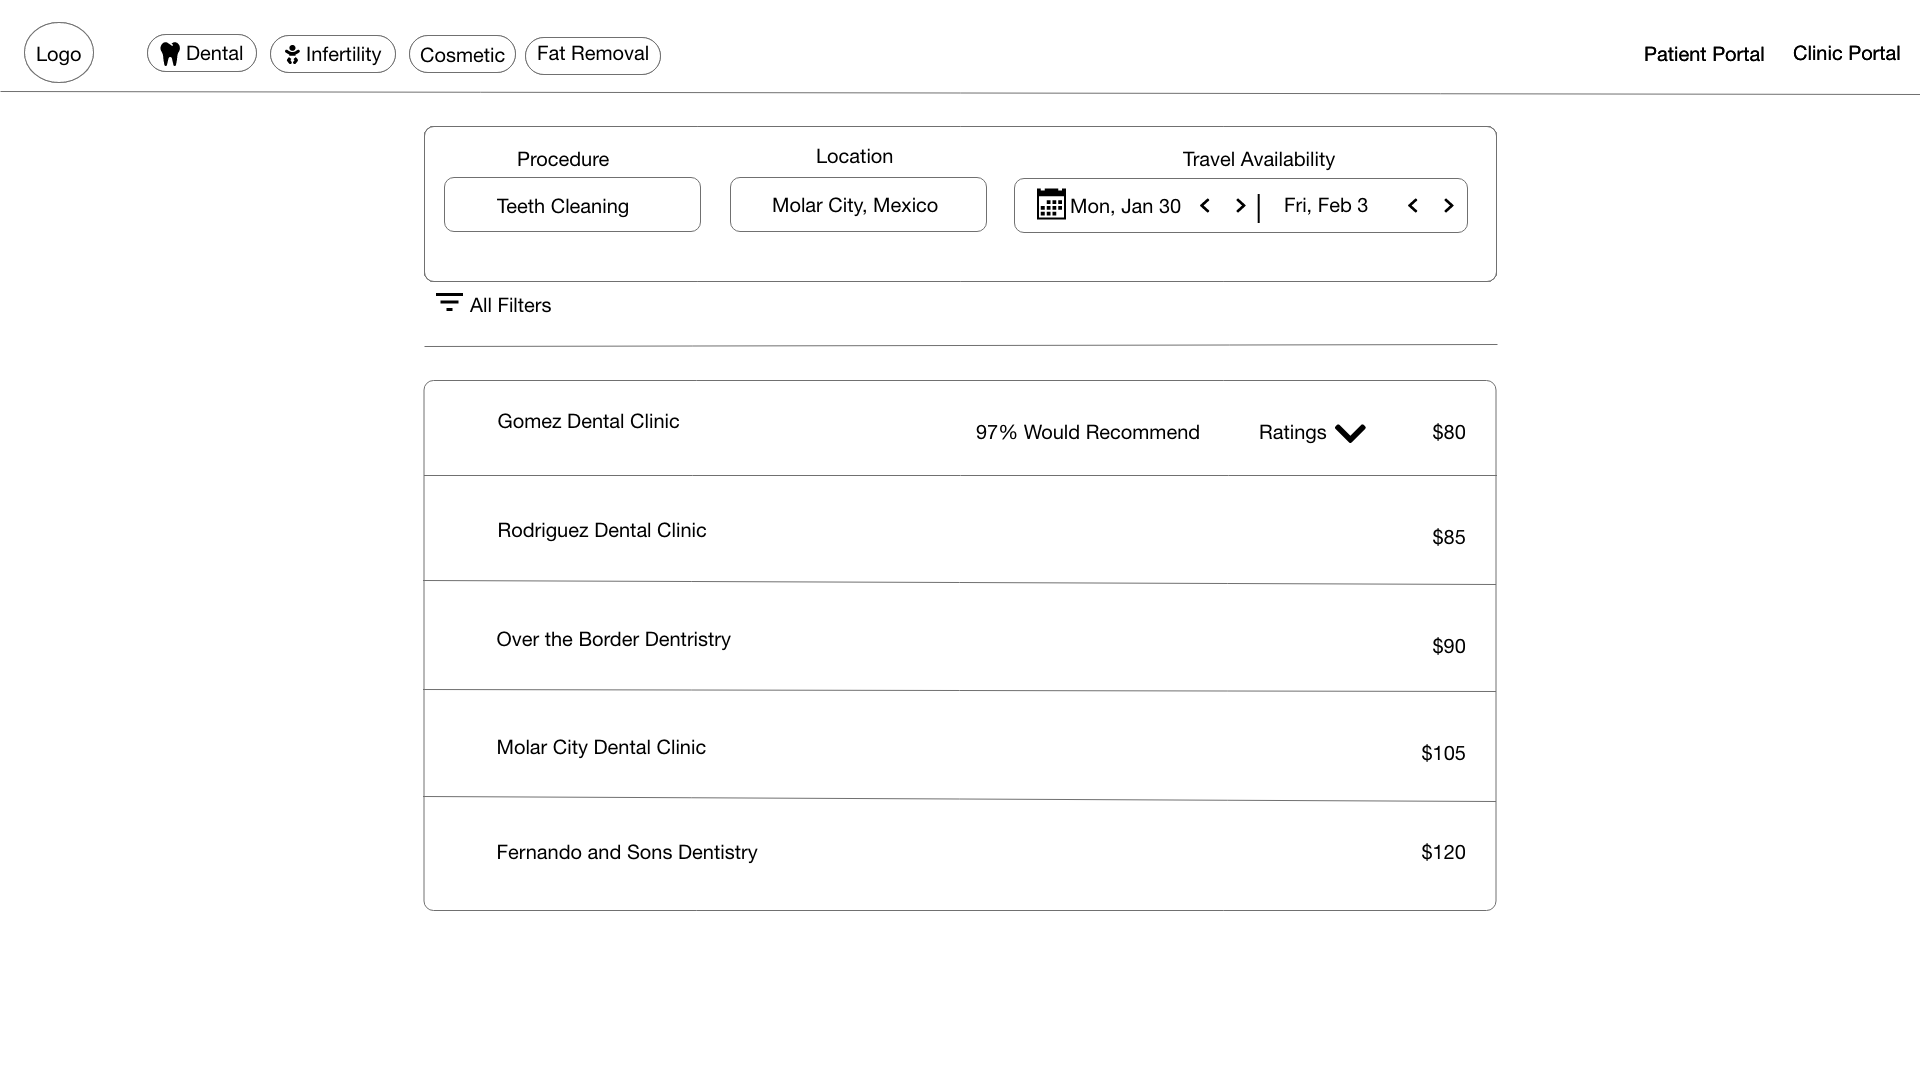 Logo
Dental
Infertility
Cosmetic
Fat Removal
Patient Portal
Clinic Portal
Procedure
Location
Travel Availability
Teeth Cleaning
Molar City, Mexico
Mon, Jan 30 < > | Fri, Feb 3 < >
All Filters
Gomez Dental Clinic
97% Would Recommend
Ratings
$80
Rodriguez Dental Clinic
$85
Over the Border Dentristry
$90
Molar City Dental Clinic
$105
Fernando and Sons Dentistry
$120